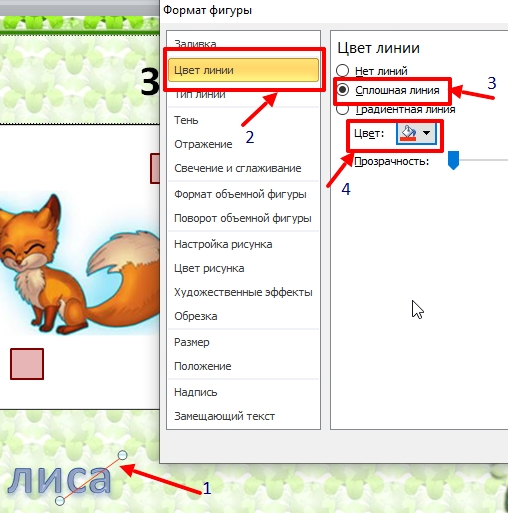 Формат фигуры
З
Заливка
Цвет линии
Тип линии
Тень
Отражение
Свечение и сглаживание
Формат объемной фигуры
Поворот объемной фигуры
Настройка рисунка
Цвет рисунка
Художественные эффекты
Обрезка
Размер
Положение
Надпись
Замещающий текст
Цвет линии
Нет линий
Сплошная линия
Градиентная линия
Цвет:
Прозрачность:
2
3
4
лиса
1